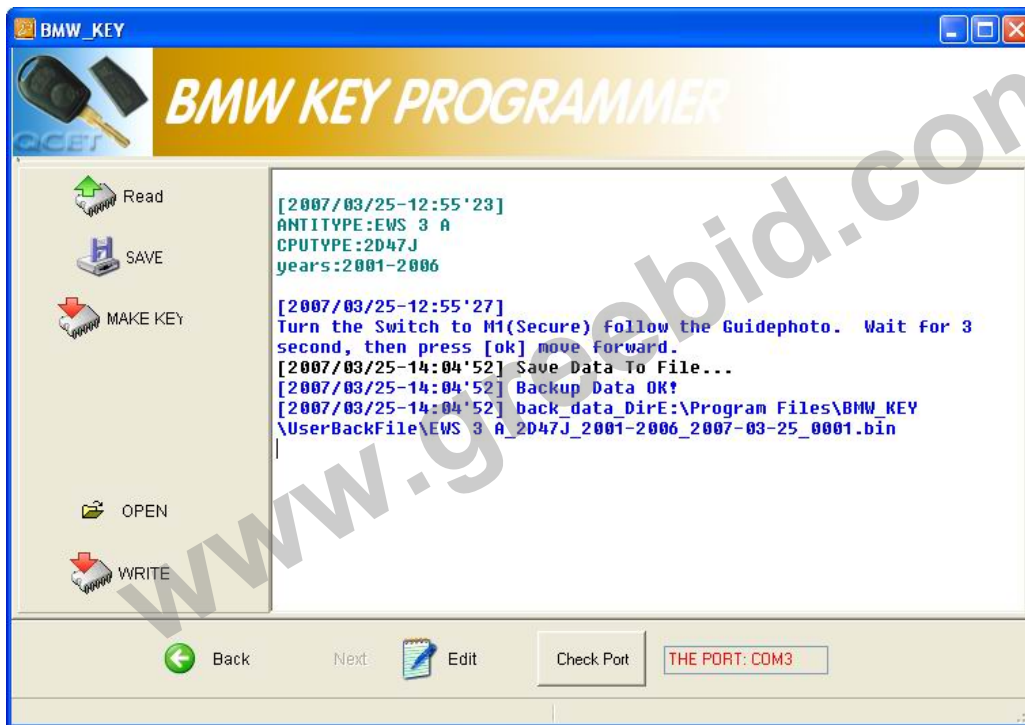 BMW_KEY
BMW KEY PROGRAMMER
QCET
Read
SAVE
MAKE KEY
OPEN
WRITE
[2007/03/25-12:55'23]
ANTITYPE:EWS 3 A
CPUTYPE:2D47J
years:2001-2006
[2007/03/25-12:55'27]
Turn the Switch to M1(Secure) follow the Guidephoto. Wait for 3
second, then press [ok] move forward.
[2007/03/25-14:04'52] Save Data To File...
[2007/03/25-14:04'52] Backup Data OK!
[2007/03/25-14:04'52] back_data_DirE:\Program Files\BMW_KEY
\UserBackFile\EWS 3 A_2D47J_2001-2006_2007-03-25_0001.bin
Back
Next
Edit
Check Port
THE PORT: COM3
www.greebid.com